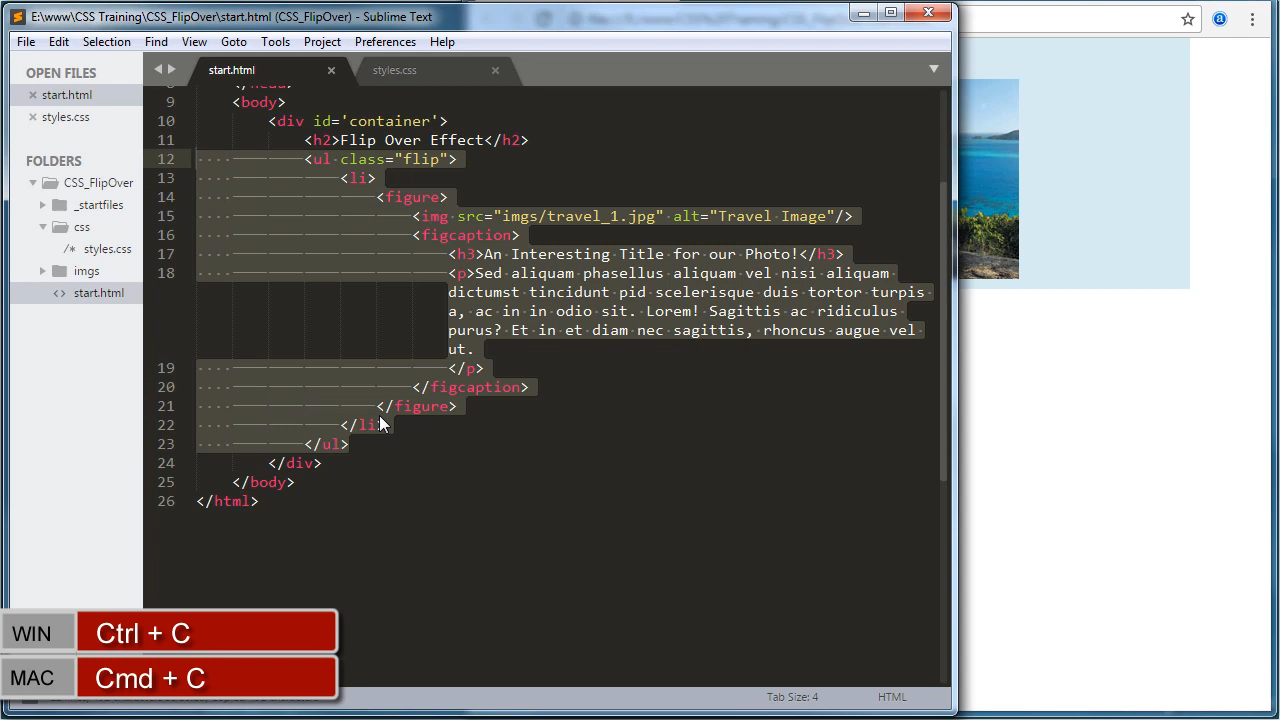 E:\www\CSS Training\CSS_FlipOver\start.html (CSS_FlipOver) - Sublime Text
File Edit Selection Find View Goto Tools Project Preferences Help
OPEN FILES
start.html
styles.css
FOLDERS
CSS_FlipOver
_startfiles
css
/* styles.css
imgs
<> start.html
start.html
styles.css
9 <body>
10 <div id='container'>
11 <h2>Flip Over Effect</h2>
12 <ul class="flip">
13 <li>
14 <figure>
15 <img src="imgs/travel_1.jpg" alt="Travel Image"/>
16 <figcaption>
17 <h3>An Interesting Title for our Photo!</h3>
18 <p>Sed aliquam phasellus aliquam vel nisi aliquam
dictumst tincidunt pid scelerisque duis tortor turpis
a, ac in in odio sit. Lorem! Sagittis ac ridiculus
purus? Et in et diam nec sagittis, rhoncus augue vel
ut.
19 </p>
20 </figcaption>
21 </figure>
22 </li>
23 </ul>
24 </div>
25 </body>
26 </html>
WIN Ctrl + C
MAC Cmd + C
Tab Size: 4 HTML